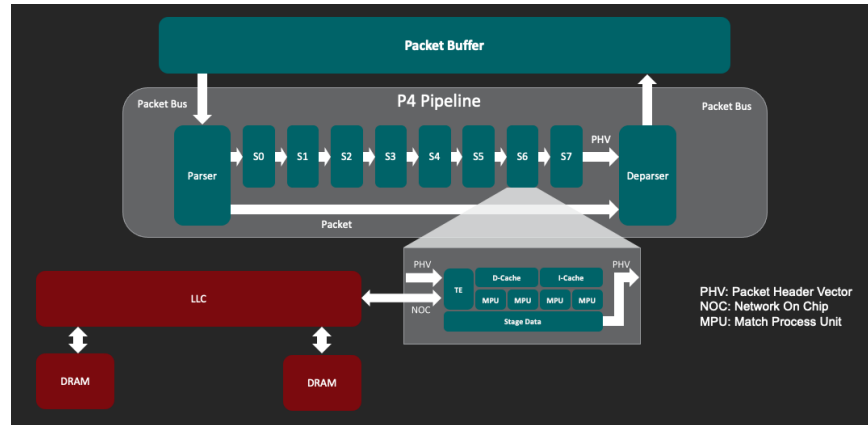 Packet Buffer
P4 Pipeline
Packet Bus
Packet Bus
Parser
S0
S1
S2
S3
S4
S5
S6
S7
PHV
Deparser
Packet
PHV
NOC
TE
D-Cache
I-Cache
MPU
MPU
MPU
MPU
Stage Data
PHV
LLC
DRAM
DRAM
PHV: Packet Header Vector
NOC: Network On Chip
MPU: Match Process Unit